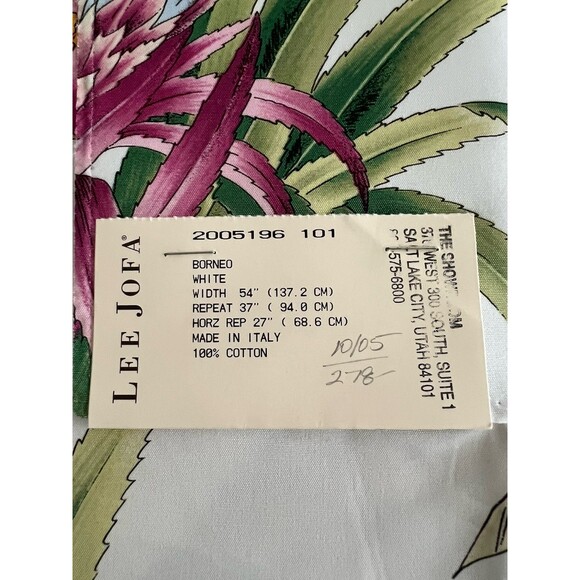 LEE JOFA®
2005196 101
BORNEO
WHITE
WIDTH 54" (137.2 CM)
REPEAT 37" ( 94.0 CM)
HORZ REP 27" ( 68.6 CM)
MADE IN ITALY
100% COTTON
10/05
278
THE
WEST 300 SOUTH, SUITE 1
SALT LAKE CITY, UTAH 84101
575-6800